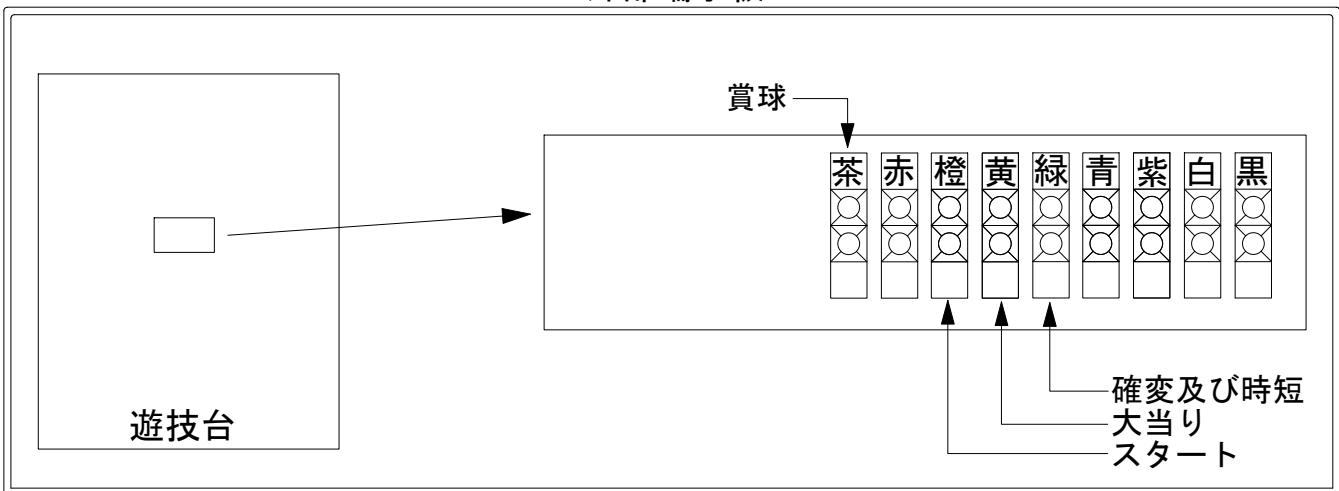 賞球
茶 赤 橙 黄 緑 青 紫 白 黒
確変及び時短
大当り
スタート
遊技台